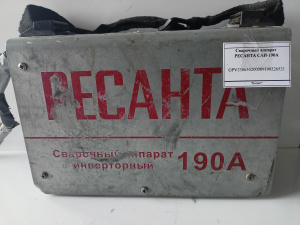 Сварочный аппарат
РЕСАНТА САИ-190А
РЕСАНТА
Сварочный аппарат
инверторный
190А